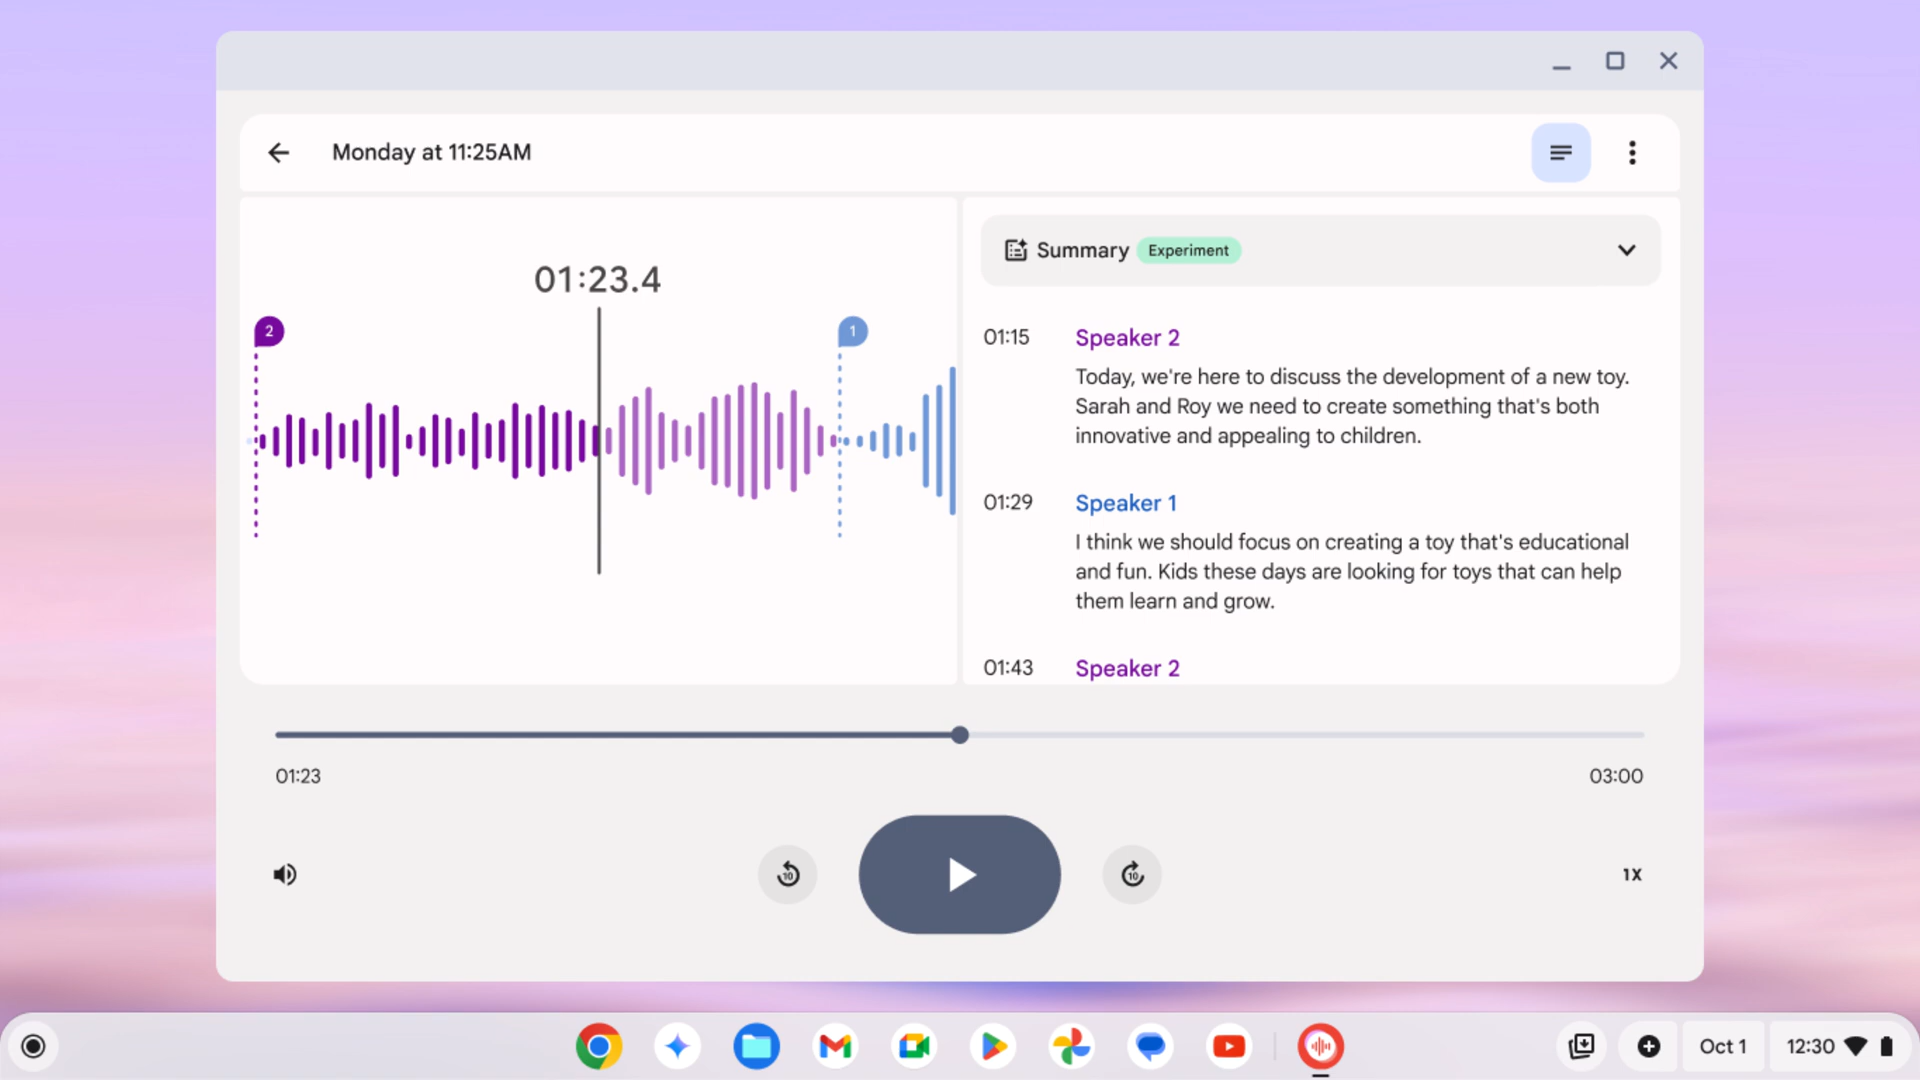 Monday at 11:25AM
01:23.4
2
1
Summary Experiment
01:15 Speaker 2
Today, we're here to discuss the development of a new toy.
Sarah and Roy we need to create something that's both
innovative and appealing to children.
01:29 Speaker 1
I think we should focus on creating a toy that's educational
and fun. Kids these days are looking for toys that can help
them learn and grow.
01:43 Speaker 2
01:23
03:00
10
10
1X
Oct 1
12:30